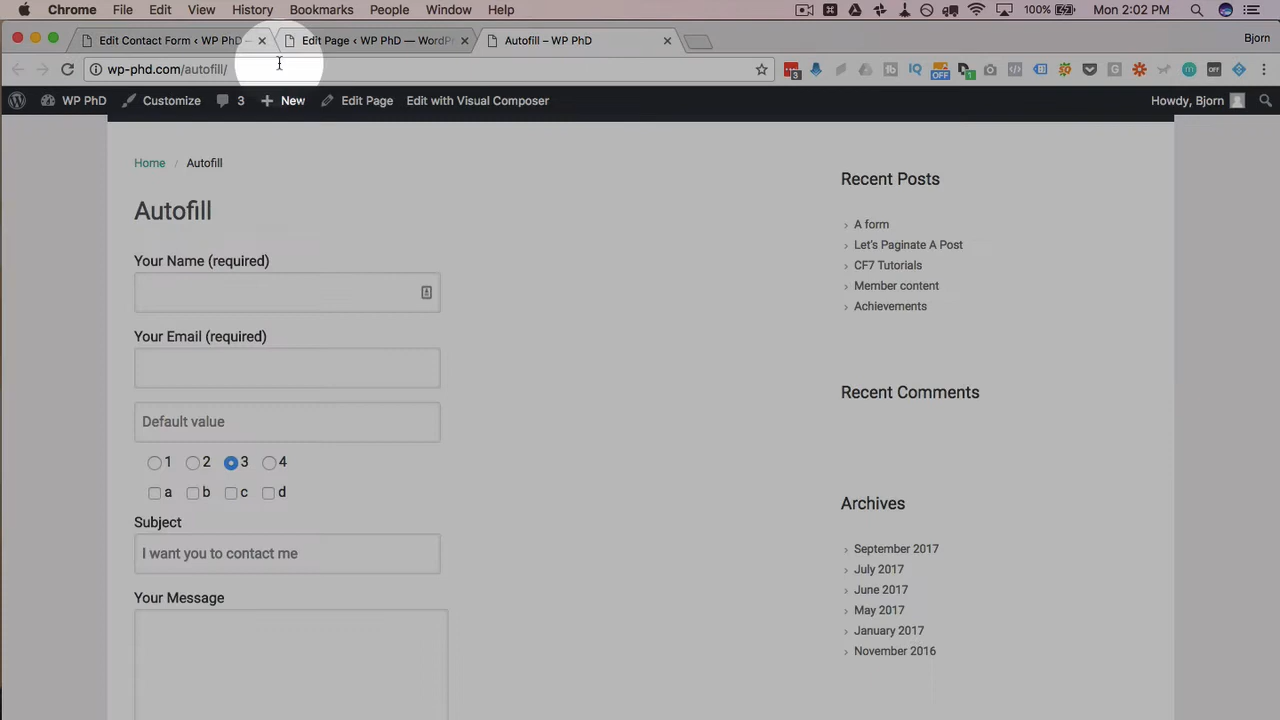 Chrome File Edit View History Bookmarks People Window Help 100% Mon 2:02 PM
Edit Contact Form ‹ WP PhD — Edit Page ‹ WP PhD — WordPr Autofill – WP PhD Bjorn
wp-phd.com/autofill/
WP PhD Customize 3 New Edit Page Edit with Visual Composer Howdy, Bjorn
Home / Autofill
Autofill
Your Name (required)
Your Email (required)
Default value
1 2 3 4
a b c d
Subject
I want you to contact me
Your Message
Recent Posts
A form
Let's Paginate A Post
CF7 Tutorials
Member content
Achievements
Recent Comments
Archives
September 2017
July 2017
June 2017
May 2017
January 2017
November 2016